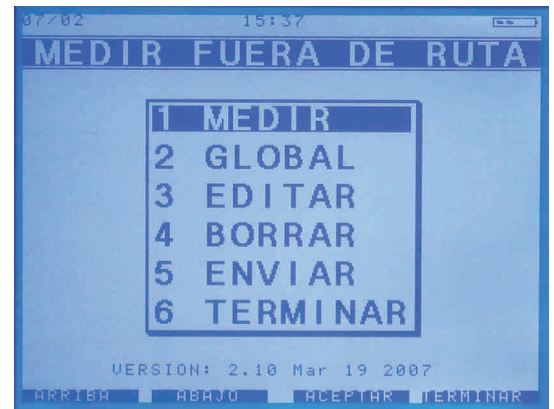 07/02 15:37
MEDIR FUERA DE RUTA
1 MEDIR
2 GLOBAL
3 EDITAR
4 BORRAR
5 ENVIAR
6 TERMINAR
VERSION: 2.10 Mar 19 2007
ARRIBA ABAJO ACEPTAR TERMINAR